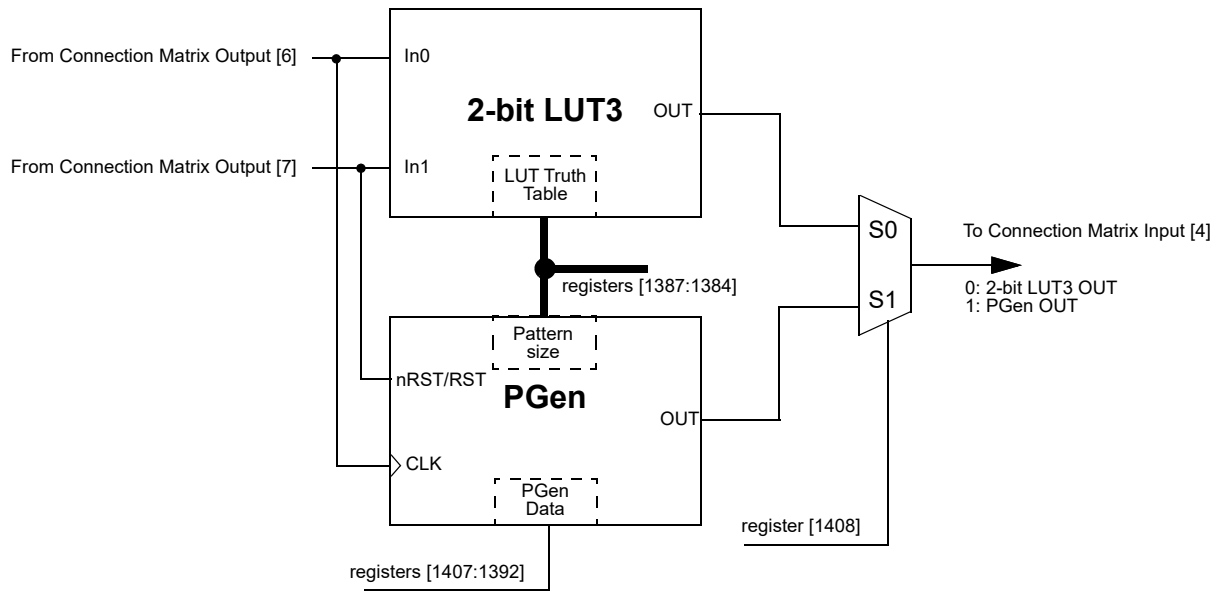 From Connection Matrix Output [6]
In0
2-bit LUT3
OUT
From Connection Matrix Output [7]
In1
LUT Truth
Table
S0
To Connection Matrix Input [4]
registers [1387:1384]
0: 2-bit LUT3 OUT
S1
1: PGen OUT
Pattern
size
nRST/RST
PGen
OUT
CLK
PGen
Data
register [1408]
registers [1407:1392]